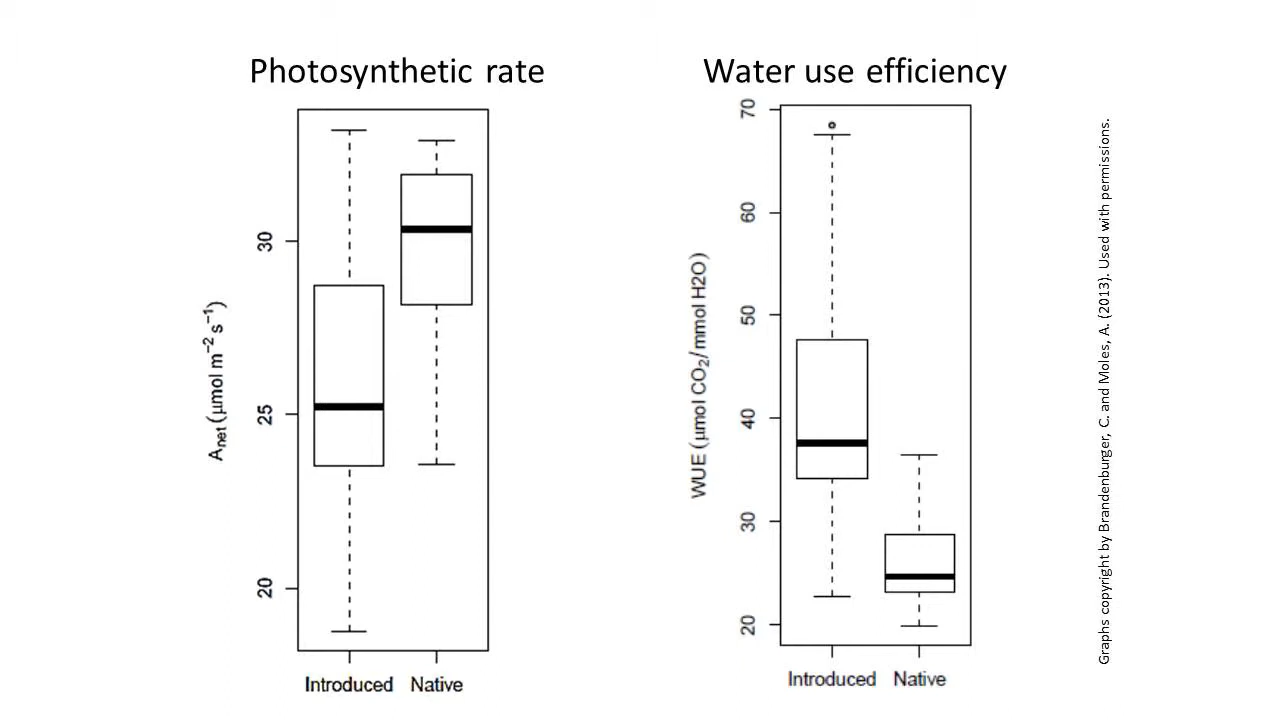 Photosynthetic rate
Anet (μmol m−2 s−1)
30
25
20
Introduced
Native
Water use efficiency
WUE (μmol CO2/mmol H2O)
70
60
50
40
30
20
Introduced
Native
Graphs copyright by Brandenburger, C. and Moles, A. (2013). Used with permissions.